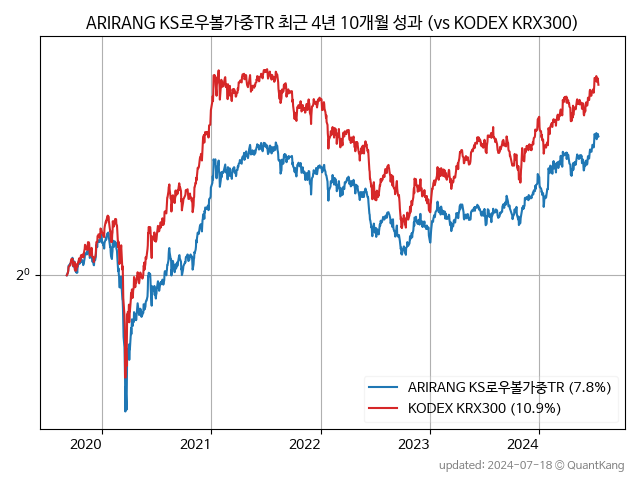 ARIRANG KS로우볼가중TR 최근 4년 10개월 성과 (vs KODEX KRX300)
2⁰
ARIRANG KS로우볼가중TR (7.8%)
KODEX KRX300 (10.9%)
2020 2021 2022 2023 2024
updated: 2024-07-18 © QuantKang